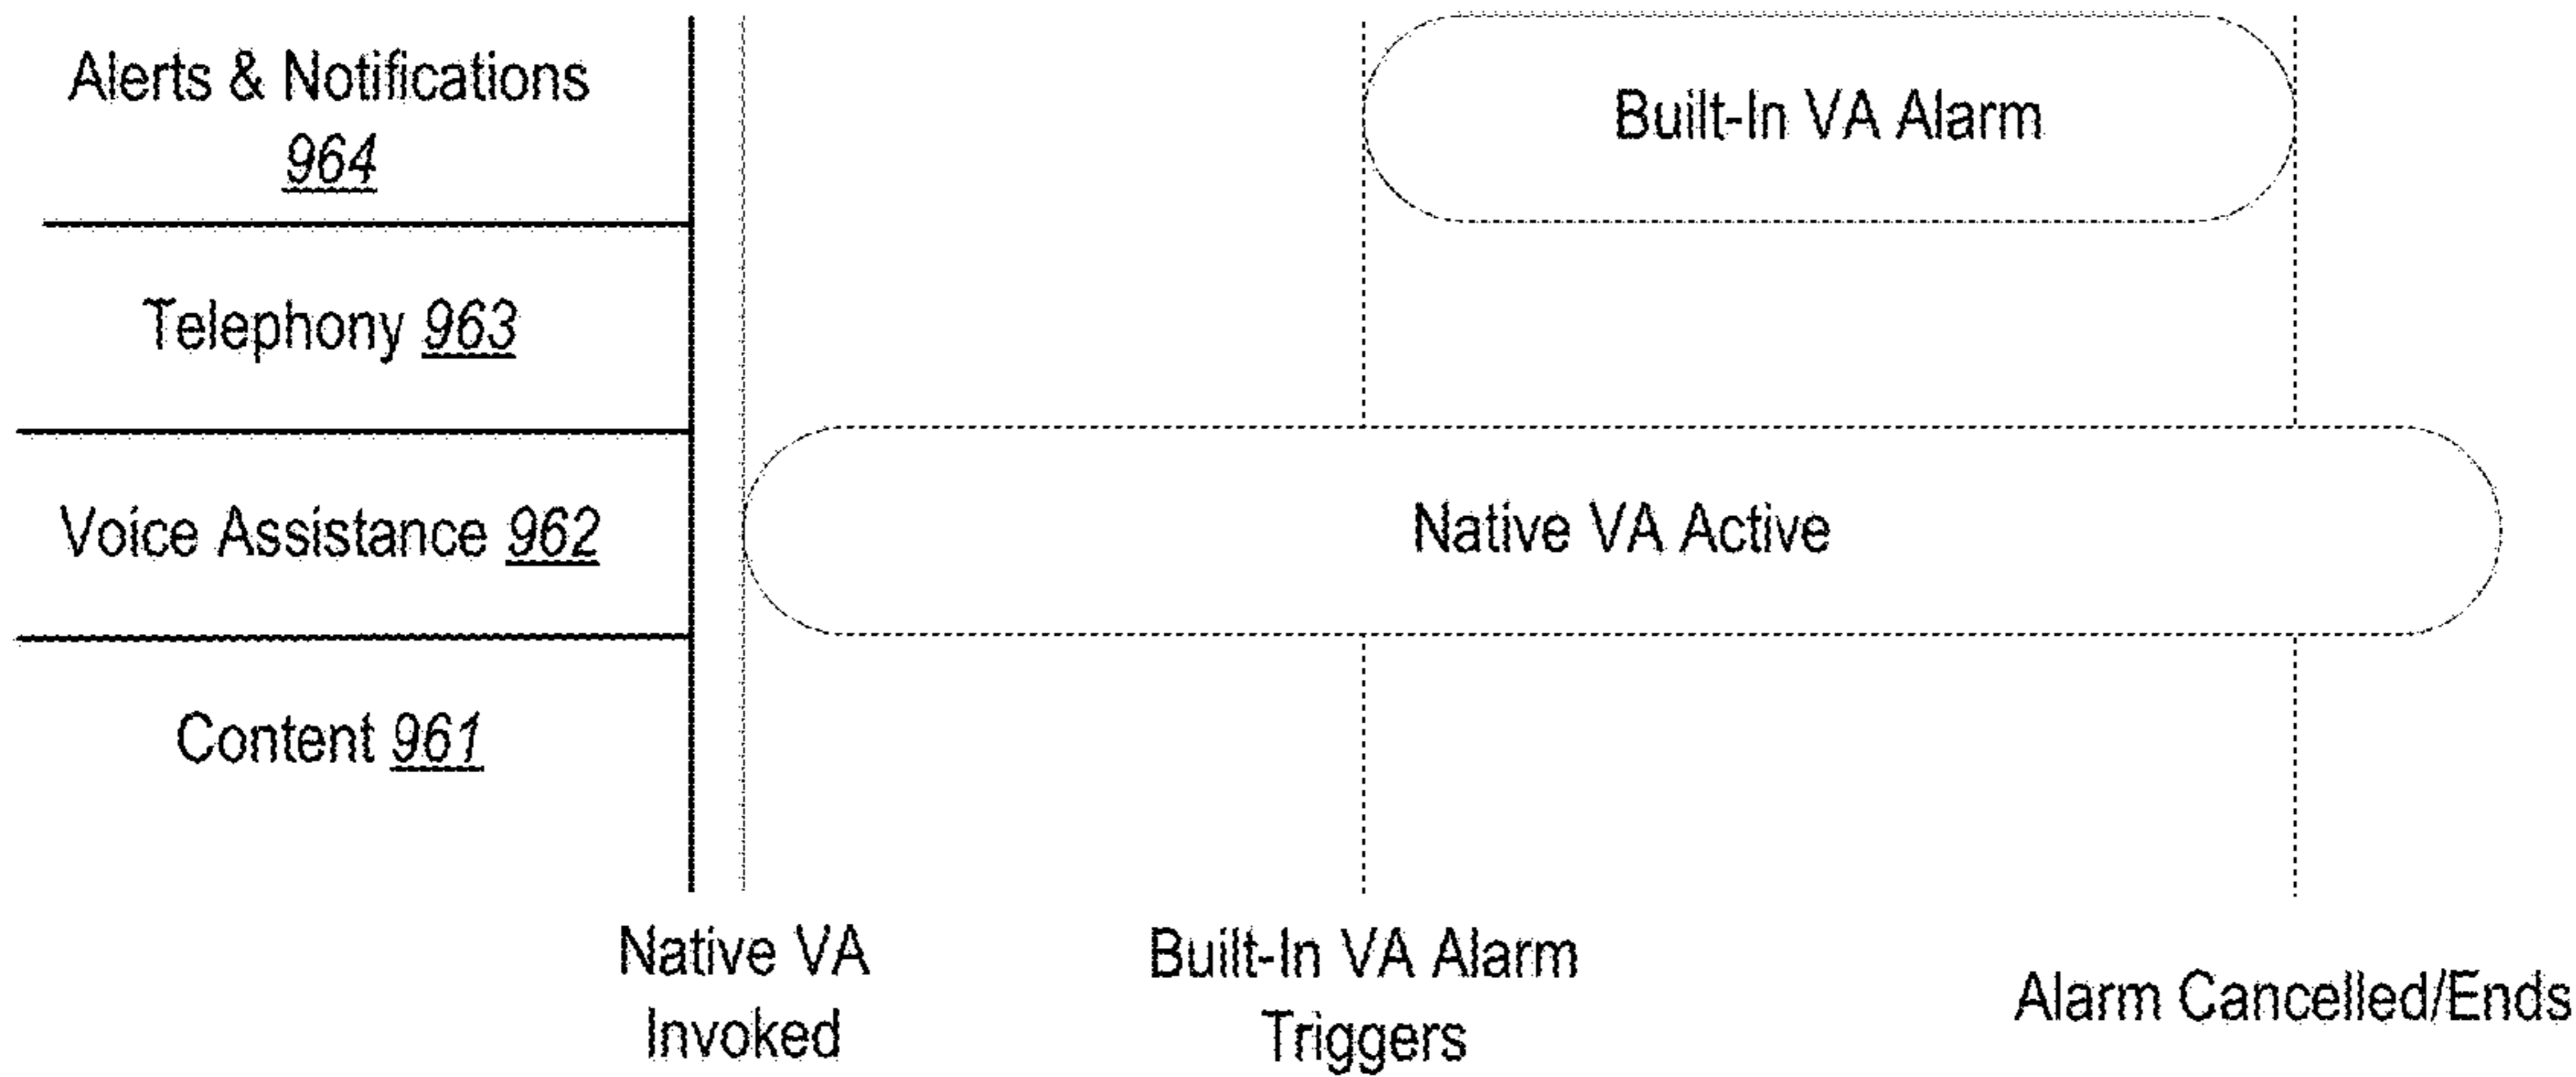 Alerts & Notifications
964
Built-In VA Alarm
Telephony 963
Voice Assistance 962
Native VA Active
Content 961
Native VA
Invoked
Built-In VA Alarm
Triggers
Alarm Cancelled/Ends